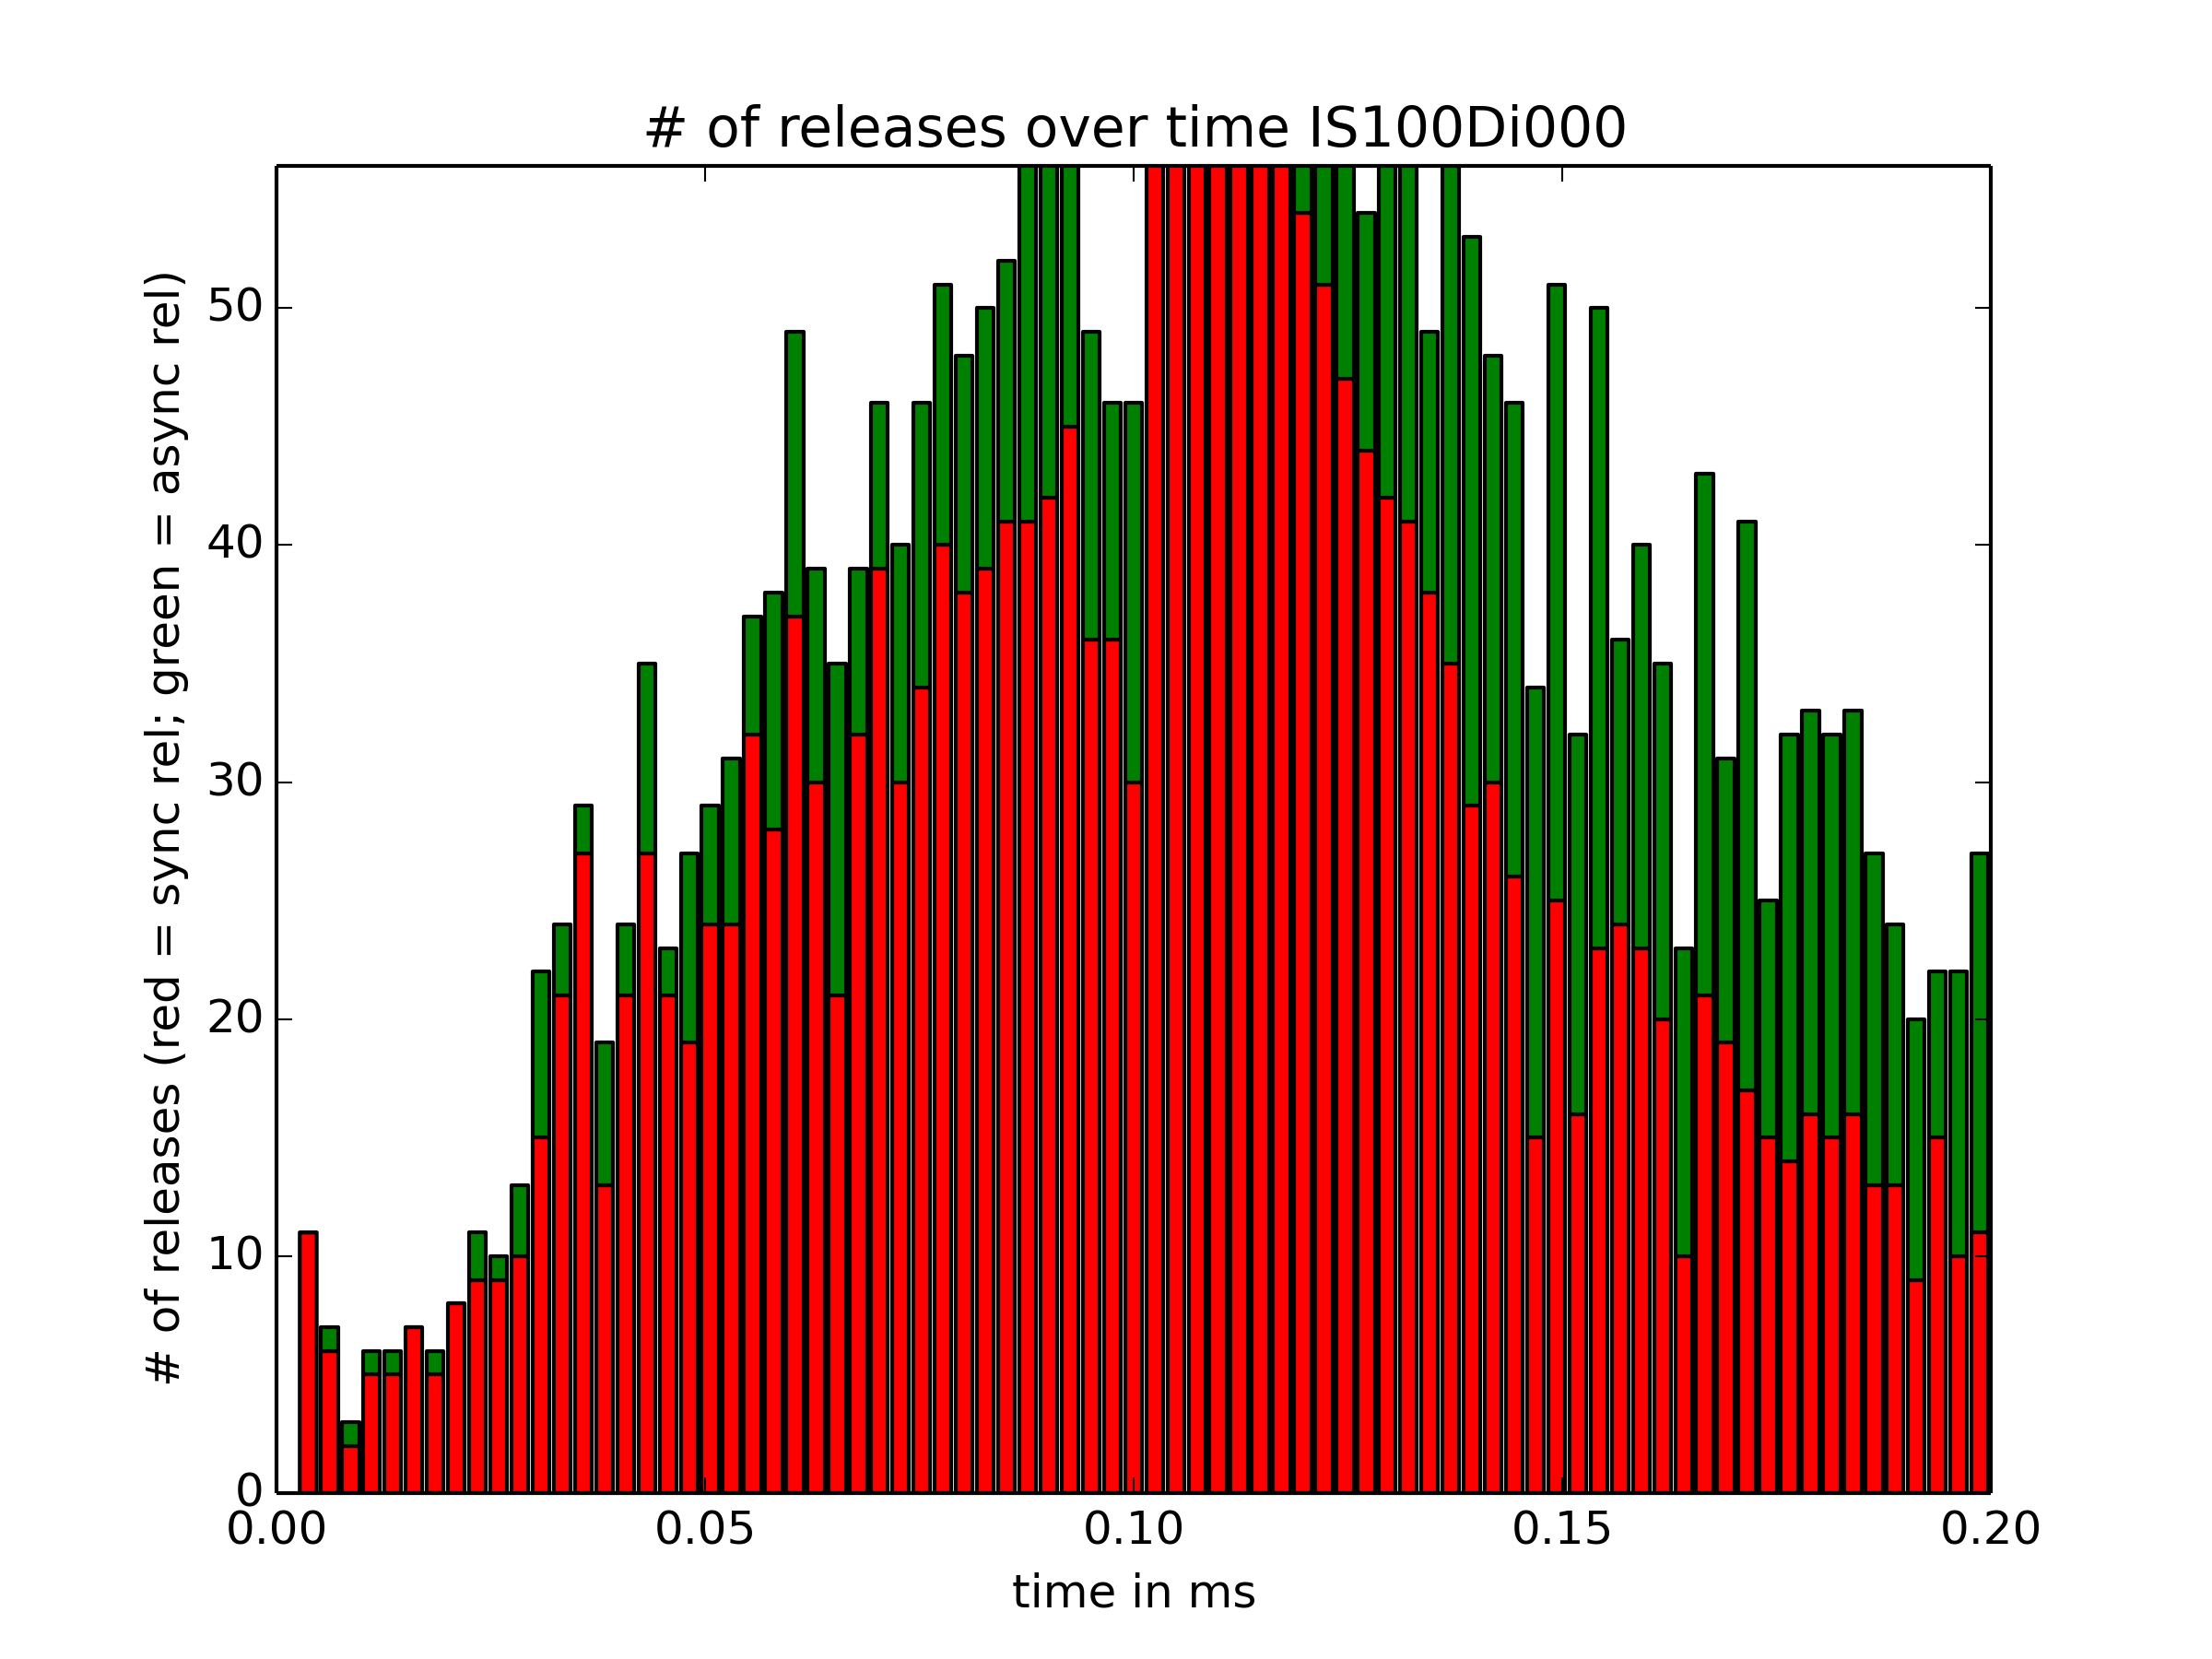 # of releases over time IS100Di000
# of releases (red = sync rel; green = async rel)
50
40
30
20
10
0
0.00 0.05 0.10 0.15 0.20
time in ms